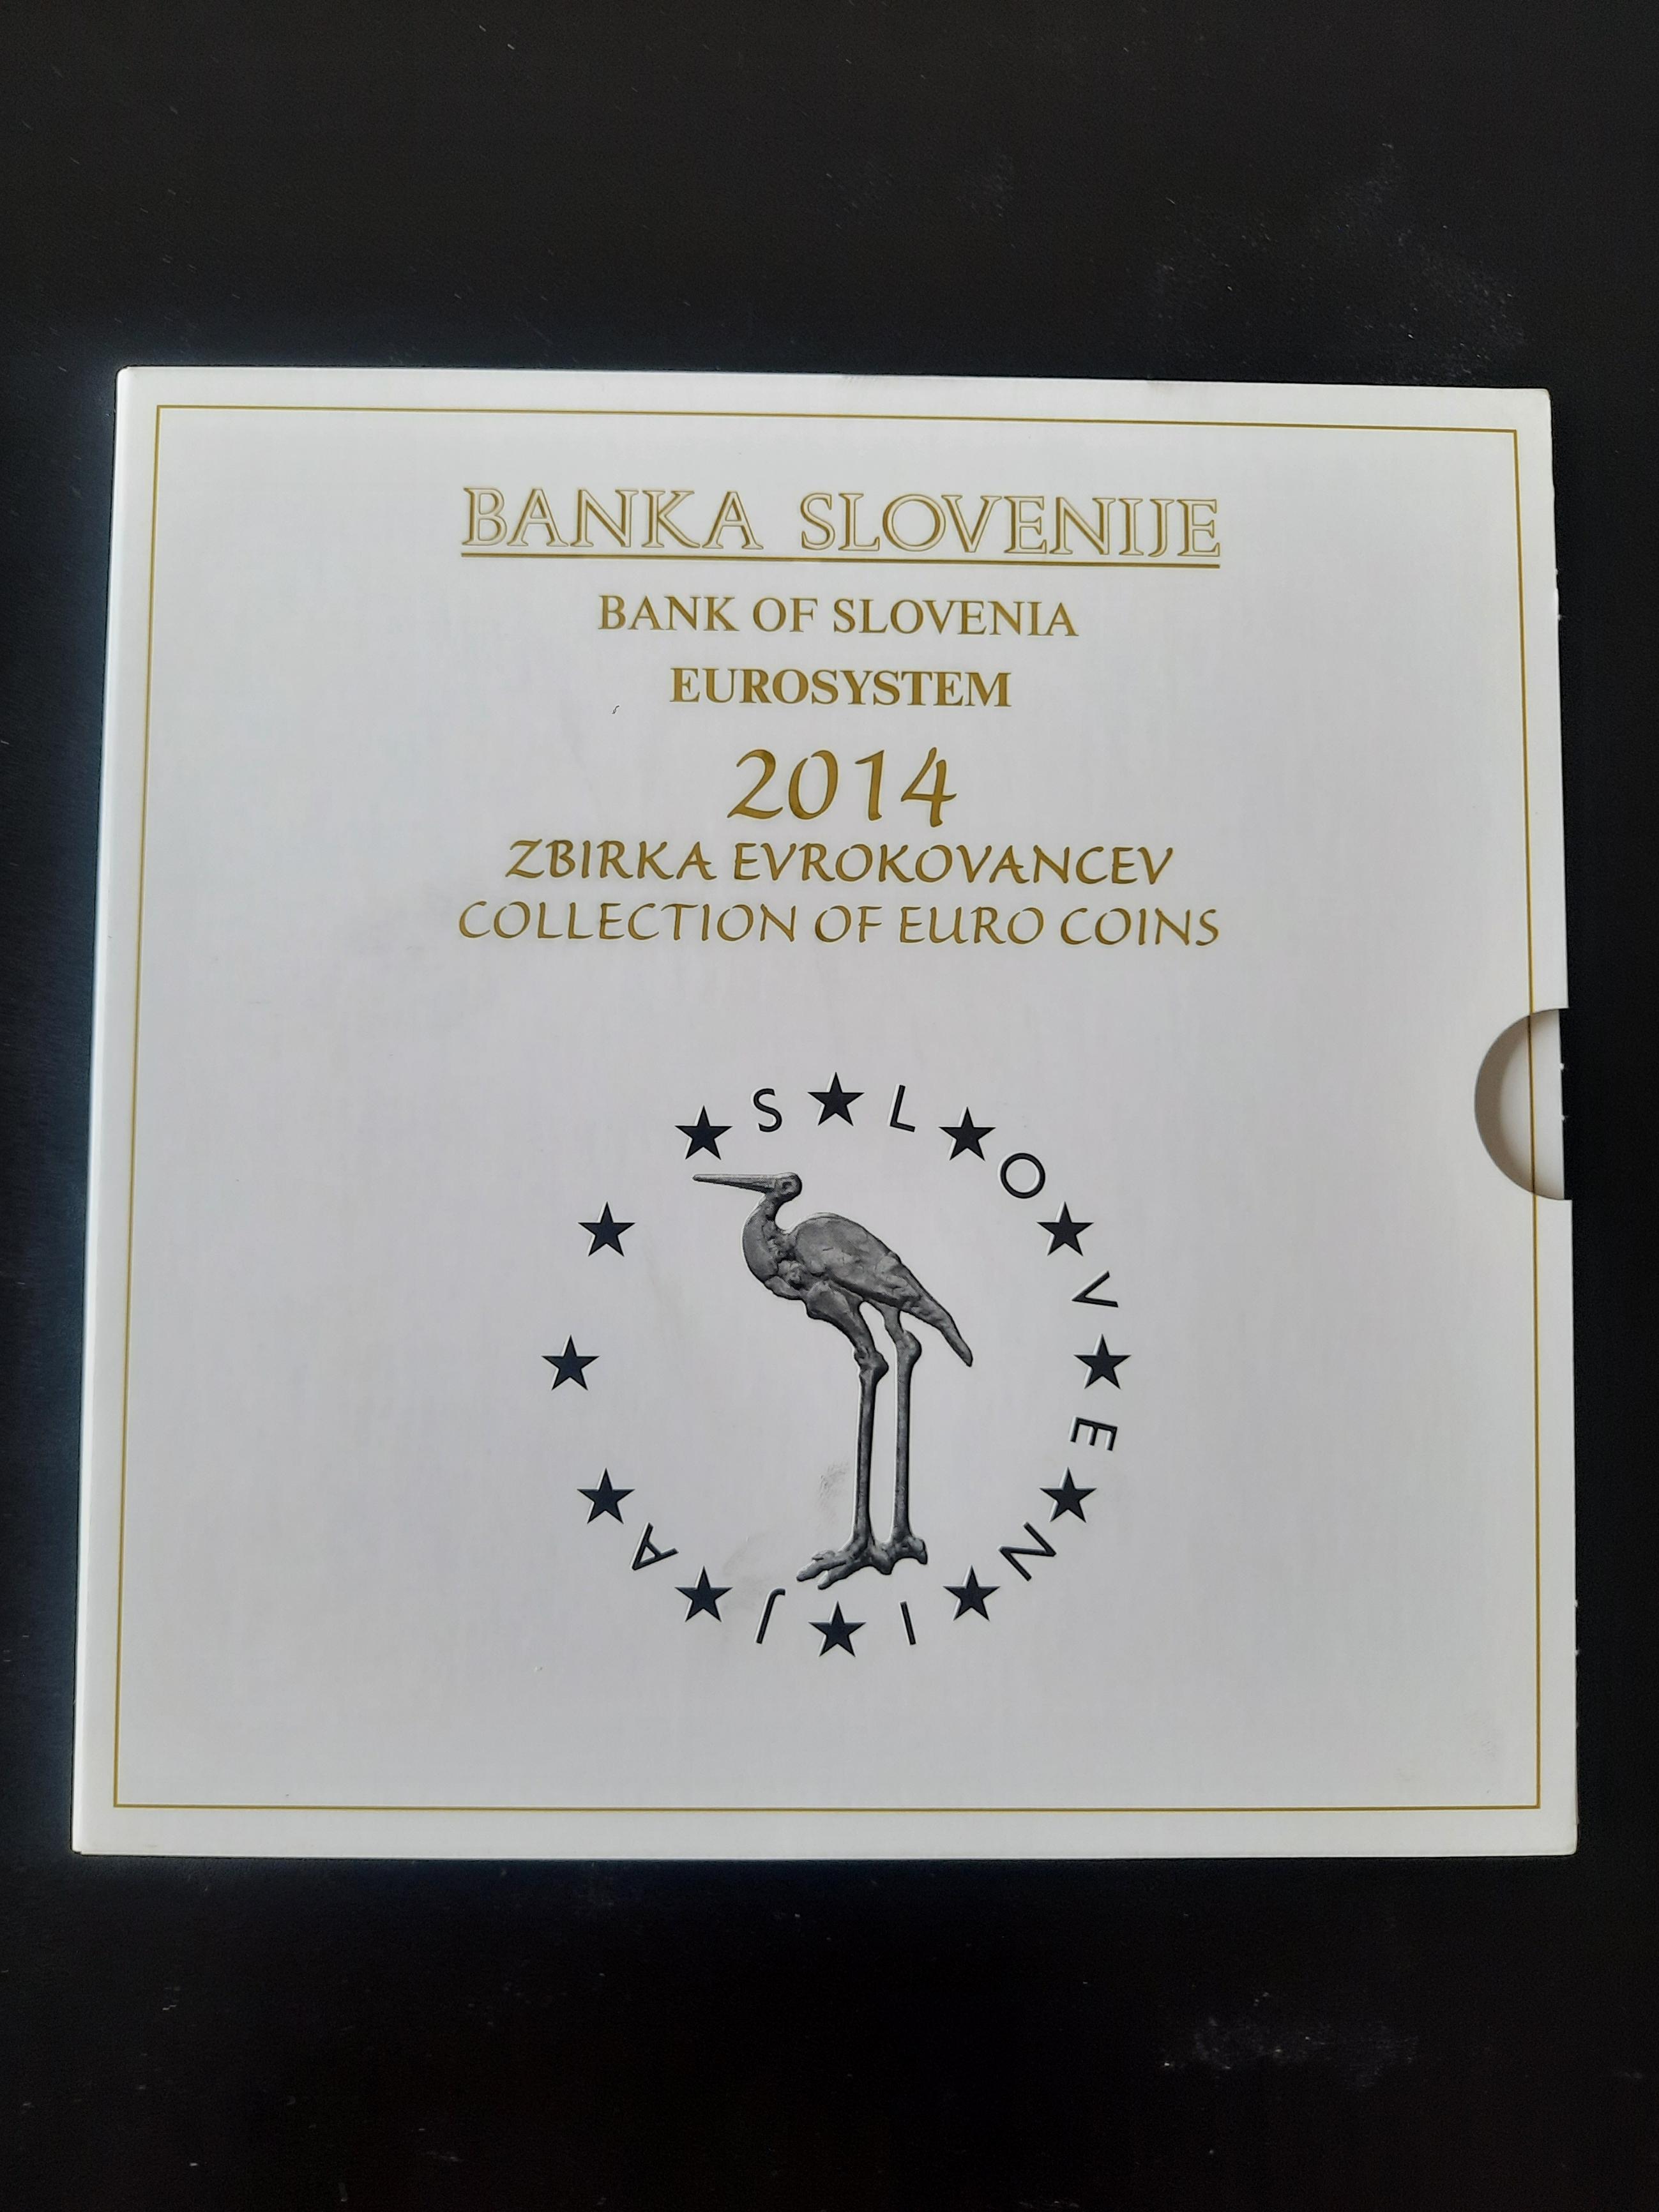 BANKA SLOVENIJE
BANK OF SLOVENIA
EUROSYSTEM
2014
ZBIRKA EVROKOVANCEV
COLLECTION OF EURO COINS
SLOVENIJA